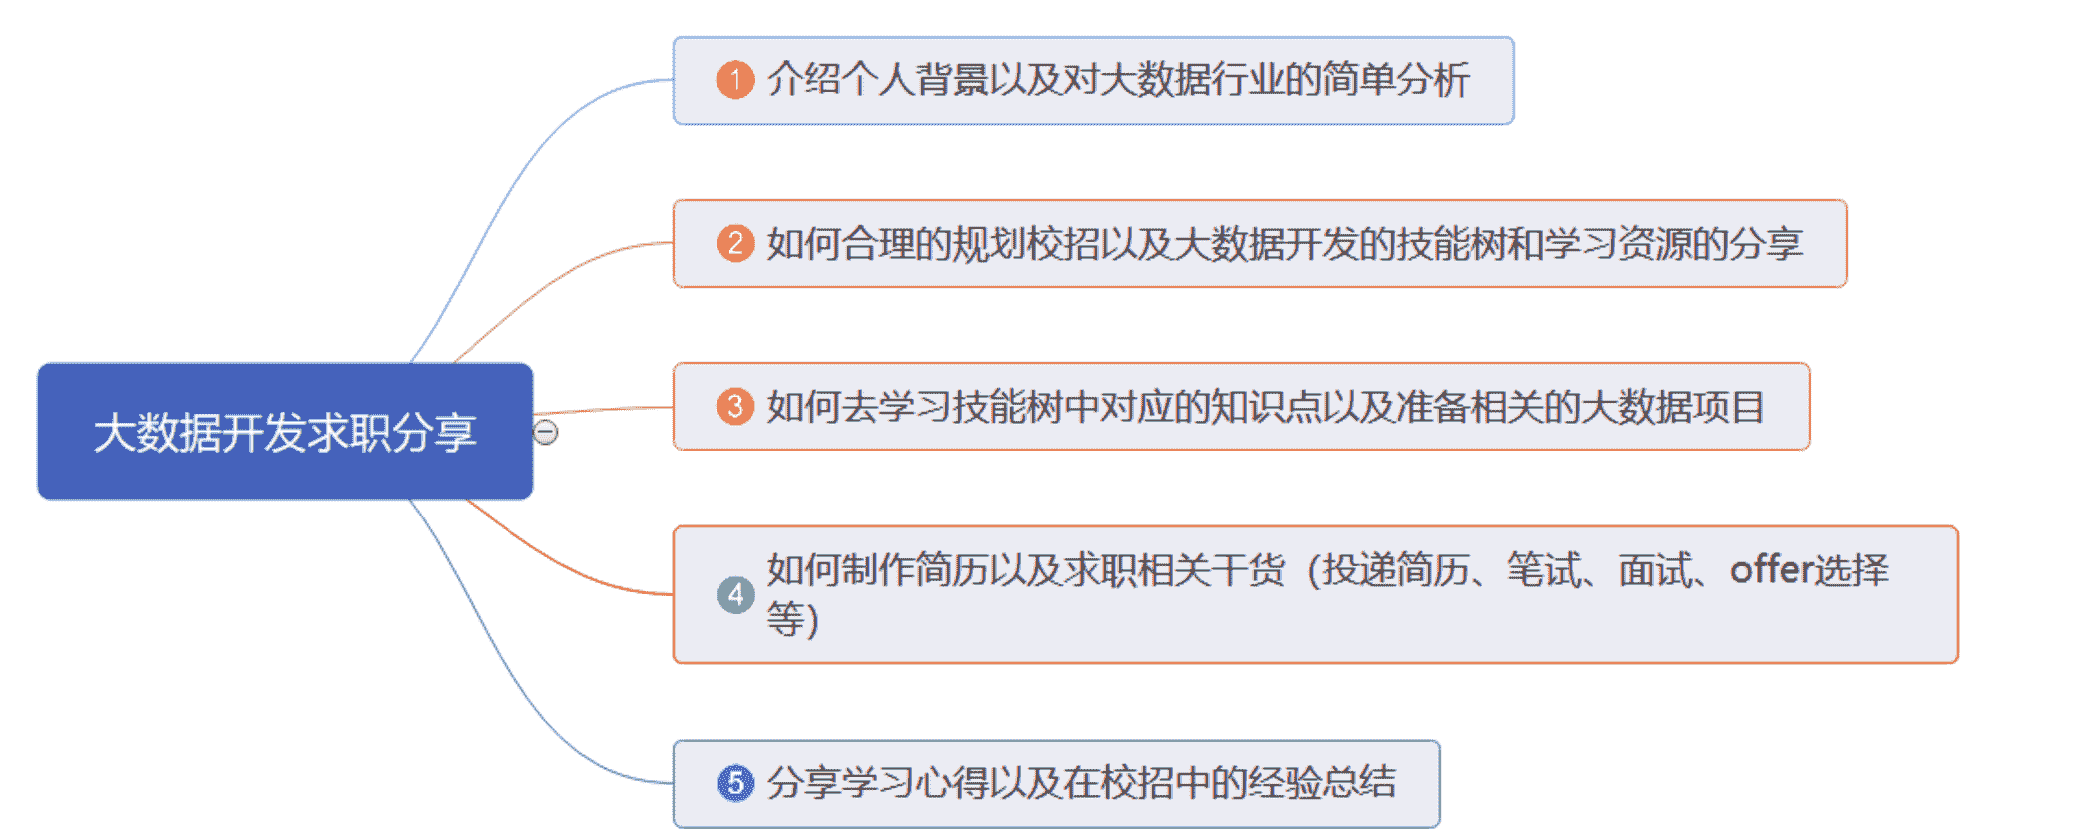 1 介绍个人背景以及对大数据行业的简单分析
2 如何合理的规划校招以及大数据开发的技能树和学习资源的分享
大数据开发求职分享
3 如何去学习技能树中对应的知识点以及准备相关的大数据项目
4 如何制作简历以及求职相关干货（投递简历、笔试、面试、offer选择
等）
5 分享学习心得以及在校招中的经验总结